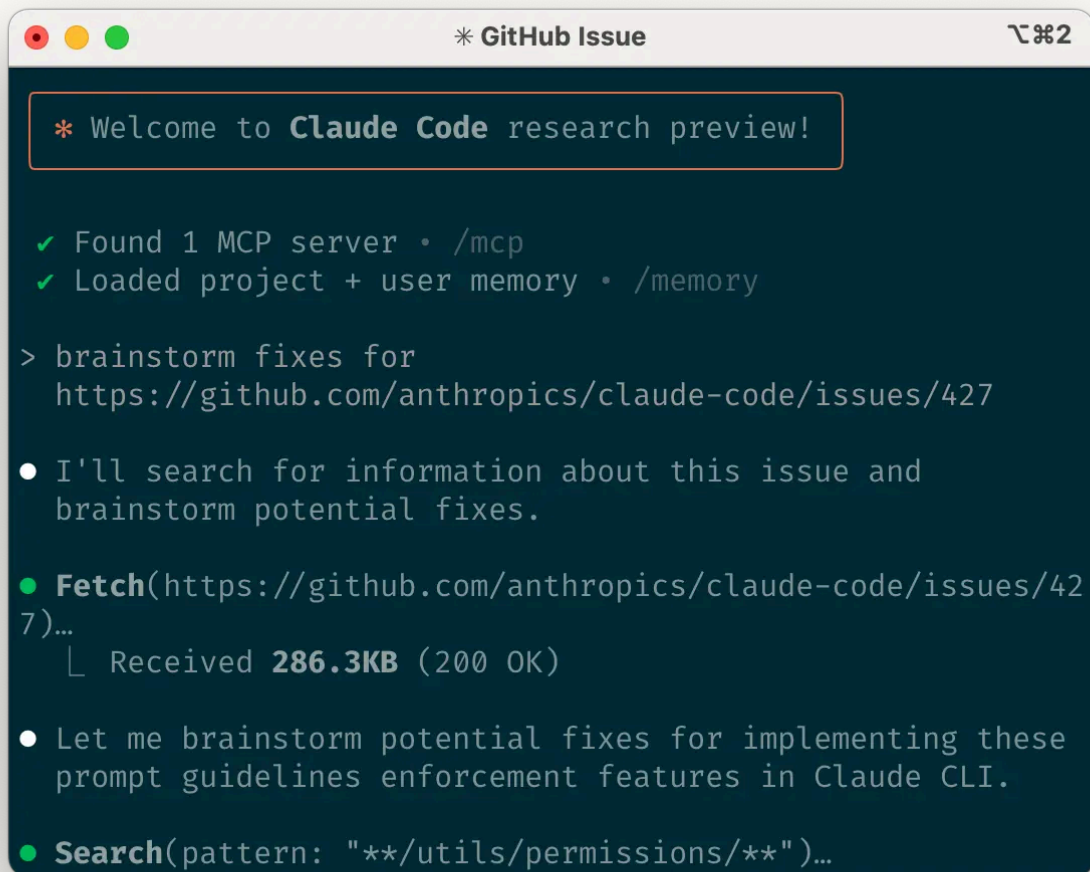 ✳ GitHub Issue
⌥⌘2
* Welcome to Claude Code research preview!
✔ Found 1 MCP server • /mcp
✔ Loaded project + user memory • /memory
> brainstorm fixes for
https://github.com/anthropics/claude-code/issues/427
● I'll search for information about this issue and
brainstorm potential fixes.
● Fetch(https://github.com/anthropics/claude-code/issues/42
7)…
⎿ Received 286.3KB (200 OK)
● Let me brainstorm potential fixes for implementing these
prompt guidelines enforcement features in Claude CLI.
● Search(pattern: "**/utils/permissions/**")…